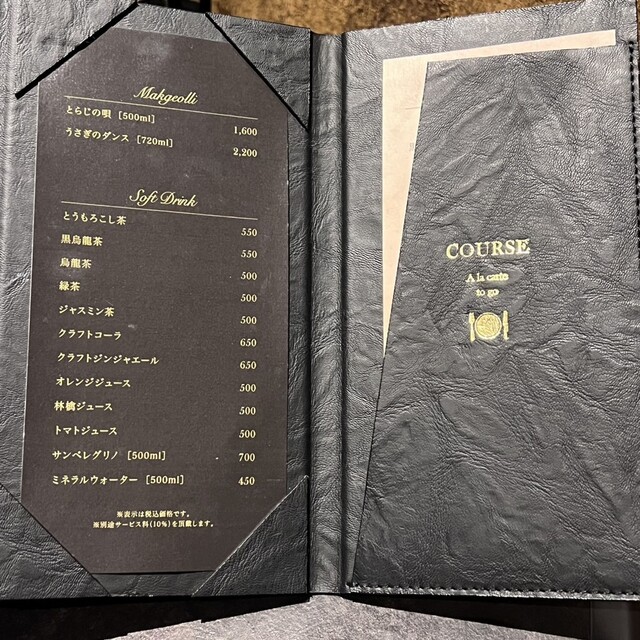 Makgeolli
とらじの唄 [500ml] 1,600
うさぎのダンス [720ml] 2,200
Soft Drink
とうもろこし茶 550
黒烏龍茶 550
烏龍茶 500
緑茶 500
ジャスミン茶 500
クラフトコーラ 650
クラフトジンジャエール 650
オレンジジュース 500
林檎ジュース 500
トマトジュース 500
サンペレグリノ [500ml] 700
ミネラルウォーター [500ml] 450
※表示は税込価格です。
※別途サービス料(10%)を頂戴します。
COURSE
A la carte
to go